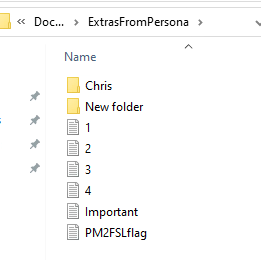 « Doc... > ExtrasFromPersona >
Name
Chris
New folder
1
2
3
4
Important
PM2FSLflag